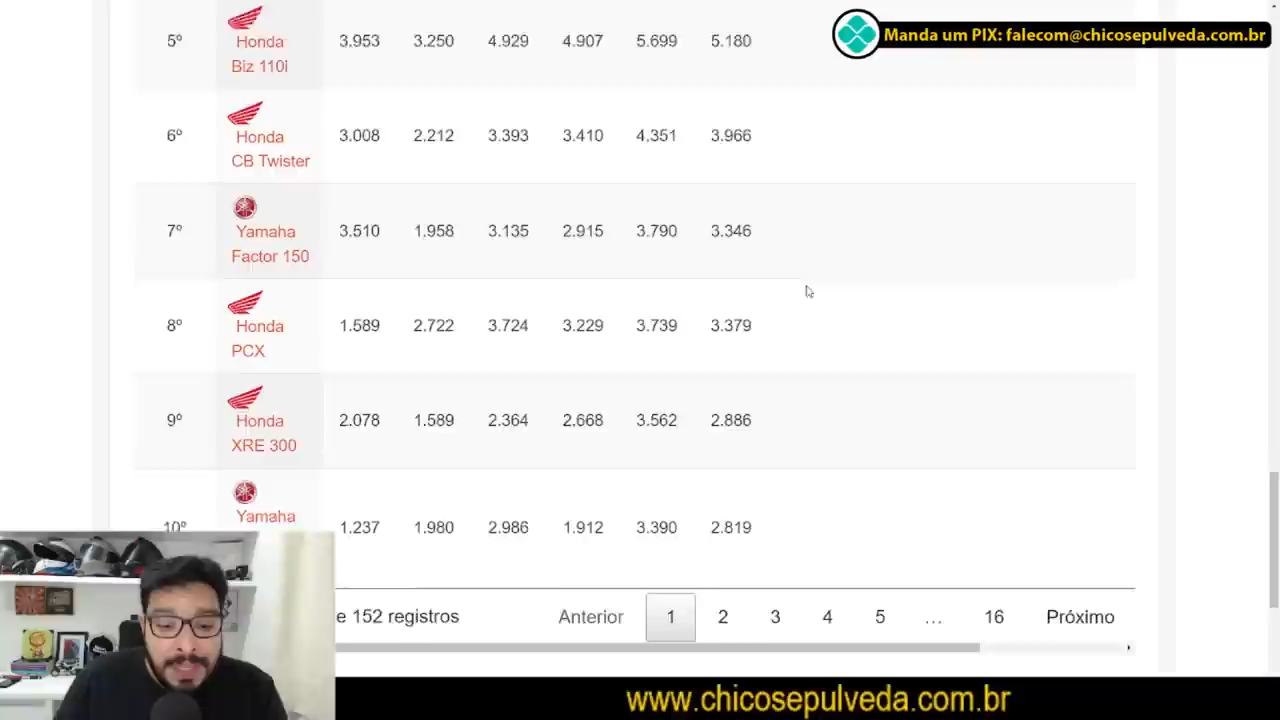 Manda um PIX: falecom@chicosepulveda.com.br
5º Honda Biz 110i 3.953 3.250 4.929 4.907 5.699 5.180
6º Honda CB Twister 3.008 2.212 3.393 3.410 4.351 3.966
7º Yamaha Factor 150 3.510 1.958 3.135 2.915 3.790 3.346
8º Honda PCX 1.589 2.722 3.724 3.229 3.739 3.379
9º Honda XRE 300 2.078 1.589 2.364 2.668 3.562 2.886
10º Yamaha 1.237 1.980 2.986 1.912 3.390 2.819
e 152 registros Anterior 1 2 3 4 5 … 16 Próximo
www.chicosepulveda.com.br